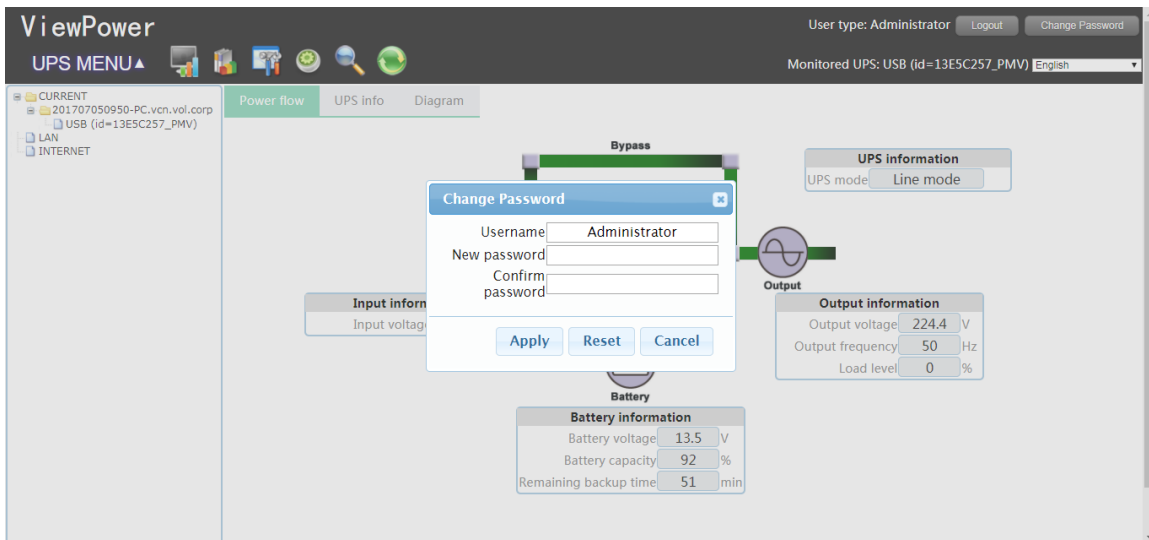 ViewPower
User type: Administrator Logout Change Password
UPS MENU▲
Monitored UPS: USB (id=13E5C257_PMV) English
CURRENT
201707050950-PC.vcn.vol.corp
USB (id=13E5C257_PMV)
LAN
INTERNET
Power flow UPS info Diagram
Bypass
UPS information
UPS mode Line mode
Change Password
Username Administrator
New password
Confirm
password
Apply Reset Cancel
Output
Input inform
Input voltag
Output information
Output voltage 224.4 V
Output frequency 50 Hz
Load level 0 %
Battery
Battery information
Battery voltage 13.5 V
Battery capacity 92 %
Remaining backup time 51 min